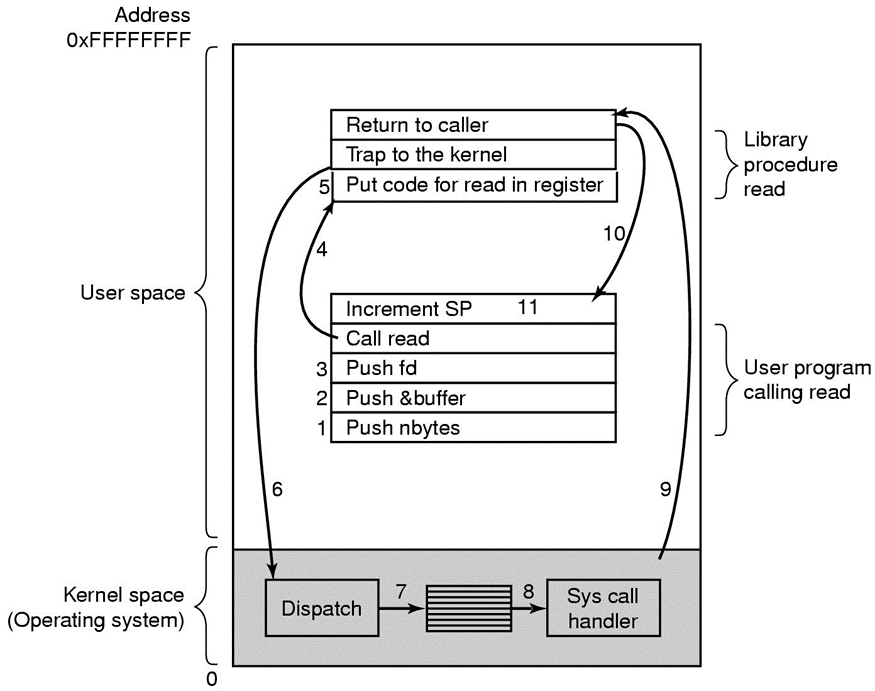 Address
0xFFFFFFFF
Return to caller
Trap to the kernel
5 Put code for read in register
Library
procedure
read
4
10
User space
Increment SP 11
Call read
3 Push fd
2 Push &buffer
1 Push nbytes
User program
calling read
6
9
Kernel space
(Operating system)
Dispatch
7
8
Sys call
handler
0